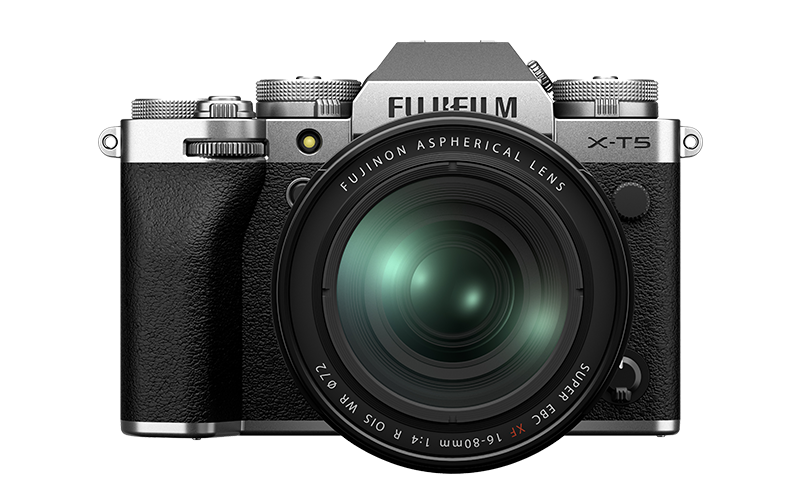 FUJIFILM
X-T5
FUJINON ASPHERICAL LENS
SUPER EBC XF 16-80mm 1:4 R OIS WR ø72